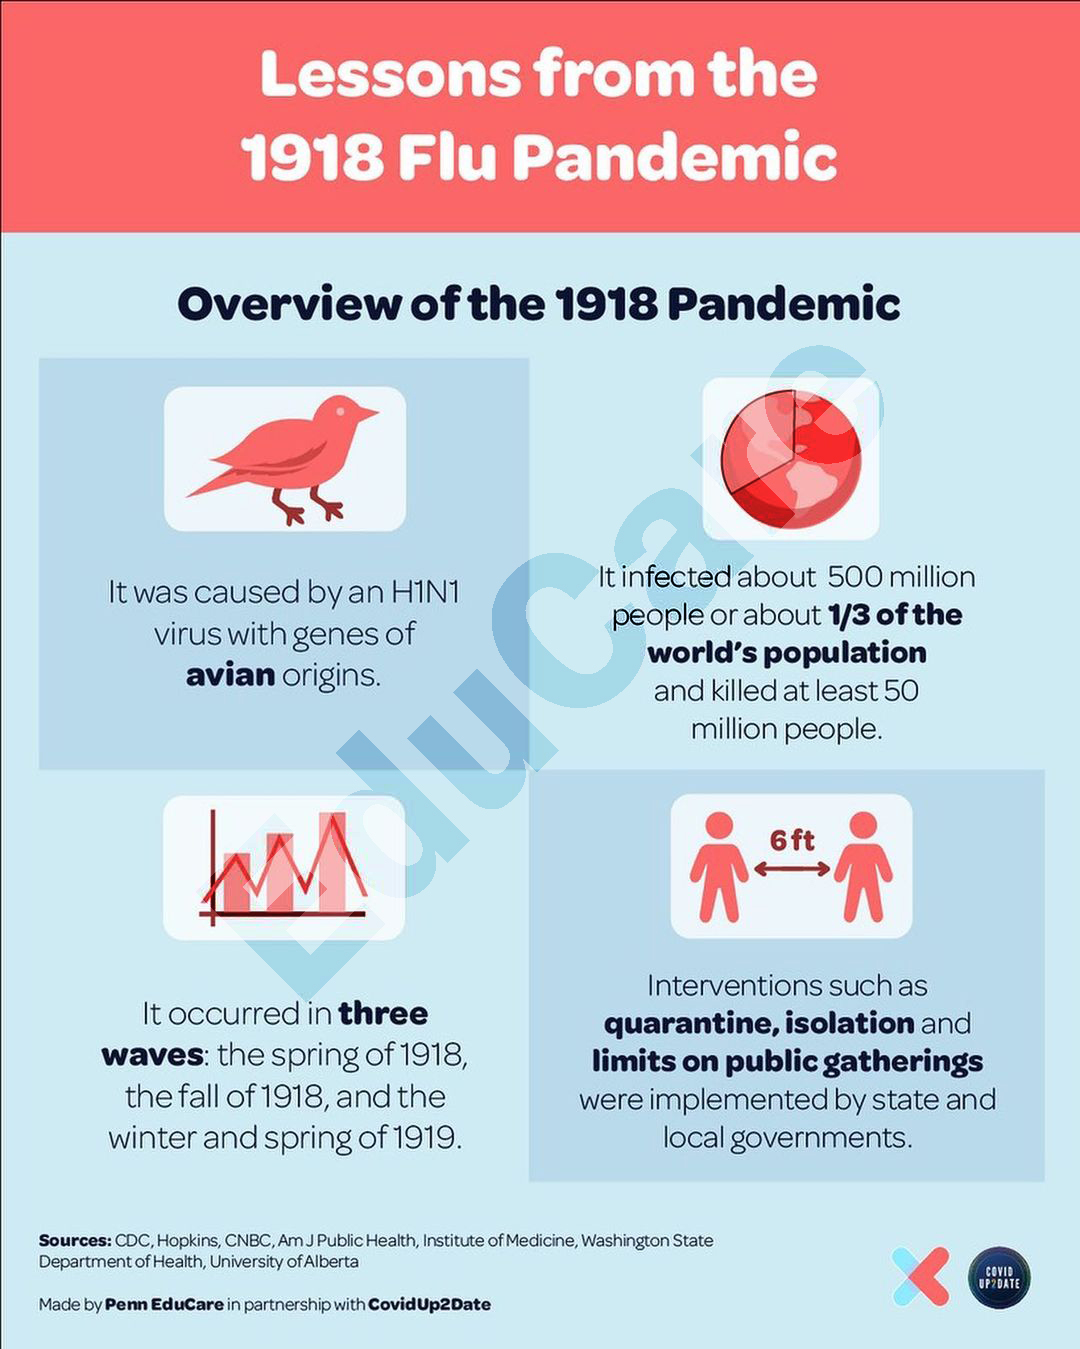 Lessons from the
1918 Flu Pandemic
Overview of the 1918 Pandemic
It was caused by an H1N1
virus with genes of
avian origins.
It infected about 500 million
people or about 1/3 of the
world's population
and killed at least 50
million people.
It occurred in three
waves: the spring of 1918,
the fall of 1918, and the
winter and spring of 1919.
6 ft
Interventions such as
quarantine, isolation and
limits on public gatherings
were implemented by state and
local governments.
EduCare
Sources: CDC, Hopkins, CNBC, Am J Public Health, Institute of Medicine, Washington State
Department of Health, University of Alberta
Made by Penn EduCare in partnership with CovidUp2Date
COVID
UP2DATE